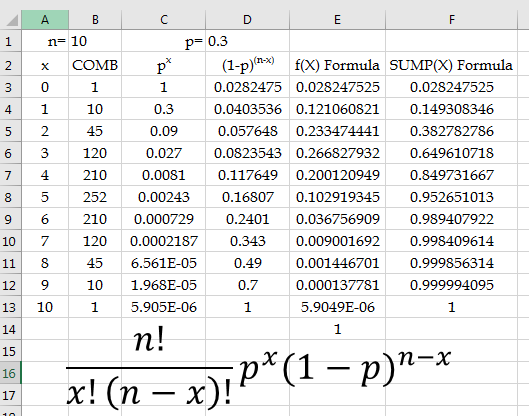 A B C D E F
1 n= 10 p= 0.3
2 x COMB pˣ (1-p)⁽ⁿ⁻ˣ⁾ f(X) Formula SUMP(X) Formula
3 0 1 1 0.0282475 0.028247525 0.028247525
4 1 10 0.3 0.0403536 0.121060821 0.149308346
5 2 45 0.09 0.057648 0.233474441 0.382782786
6 3 120 0.027 0.0823543 0.266827932 0.649610718
7 4 210 0.0081 0.117649 0.200120949 0.849731667
8 5 252 0.00243 0.16807 0.102919345 0.952651013
9 6 210 0.000729 0.2401 0.036756909 0.989407922
10 7 120 0.0002187 0.343 0.009001692 0.998409614
11 8 45 6.561E-05 0.49 0.001446701 0.999856314
12 9 10 1.968E-05 0.7 0.000137781 0.999994095
13 10 1 5.905E-06 1 5.9049E-06 1
14 1
15 n!
16 pˣ(1 − p)ⁿ⁻ˣ
17 x! (n − x)!